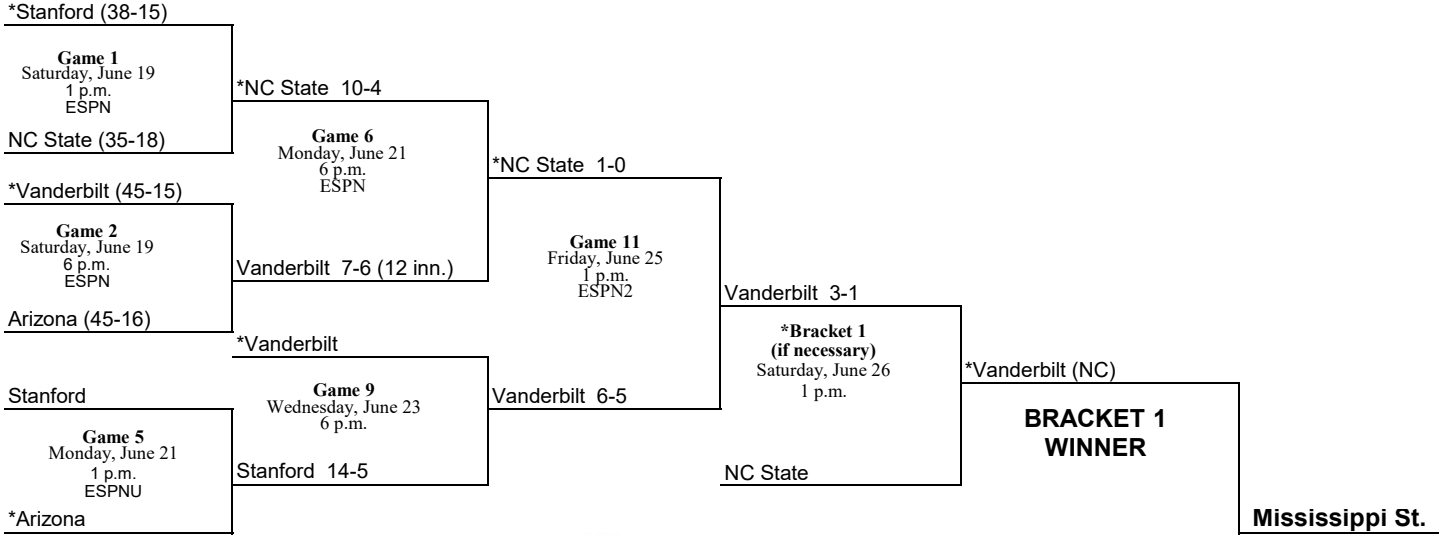 *Stanford (38-15)
Game 1
Saturday, June 19
1 p.m.
ESPN
NC State (35-18)
*NC State 10-4
Game 6
Monday, June 21
6 p.m.
ESPN
*Vanderbilt (45-15)
Game 2
Saturday, June 19
6 p.m.
ESPN
Arizona (45-16)
Vanderbilt 7-6 (12 inn.)
*NC State 1-0
Game 11
Friday, June 25
1 p.m.
ESPN2
*Vanderbilt
Game 9
Wednesday, June 23
6 p.m.
Stanford
Game 5
Monday, June 21
1 p.m.
ESPNU
*Arizona
Stanford 14-5
Vanderbilt 6-5
Vanderbilt 3-1
*Bracket 1
(if necessary)
Saturday, June 26
1 p.m.
NC State
*Vanderbilt (NC)
BRACKET 1
WINNER
Mississippi St.